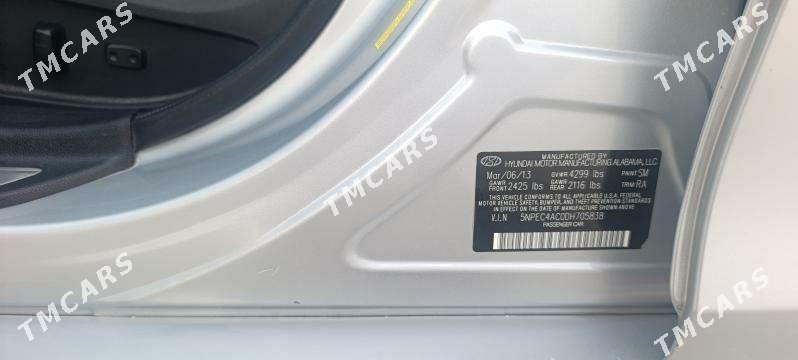 MANUFACTURED BY
HYUNDAI MOTOR MANUFACTURING ALABAMA, LLC.
Mar/06/13 GVWR 4299 lbs PAINT 5M
GAWR FRONT 2425 lbs GAWR REAR 2116 lbs TRIM RA
THIS VEHICLE CONFORMS TO ALL APPLICABLE U.S.A. FEDERAL
MOTOR VEHICLE SAFETY, BUMPER, AND THEFT PREVENTION
STANDARDS IN EFFECT ON THE DATE OF MANUFACTURE SHOWN ABOVE.
V.I.N 5NPEC4AC0DH705838
PASSENGER CAR
TMCARS
TMCARS
TMCARS
TMCARS
TMCARS
TMCARS
TMCARS